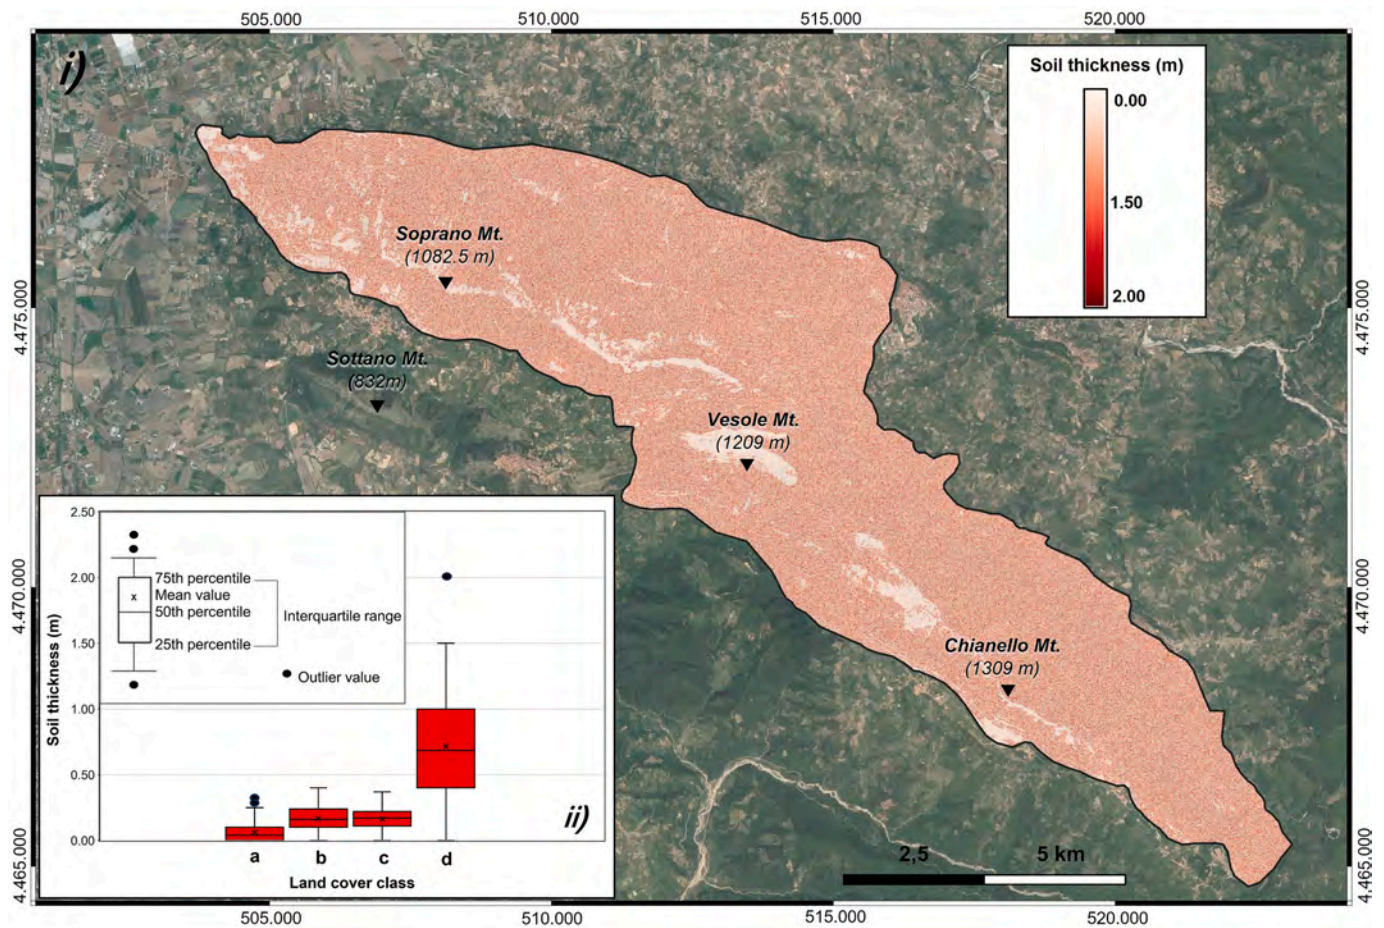 505.000 510.000 515.000 520.000
i)
Soil thickness (m)
0.00
1.50
2.00
Soprano Mt.
(1082.5 m)
4.475.000
4.475.000
Sottano Mt.
(832m)
Vesole Mt.
(1209 m)
Chianello Mt.
(1309 m)
4.470.000
4.470.000
4.465.000
4.465.000
2,5 5 km
Soil thickness (m)
2.50
2.00
1.50
1.00
0.50
0.00
75th percentile
Mean value
50th percentile
25th percentile
Interquartile range
Outlier value
x
ii)
a b c d
Land cover class
505.000 510.000 515.000 520.000